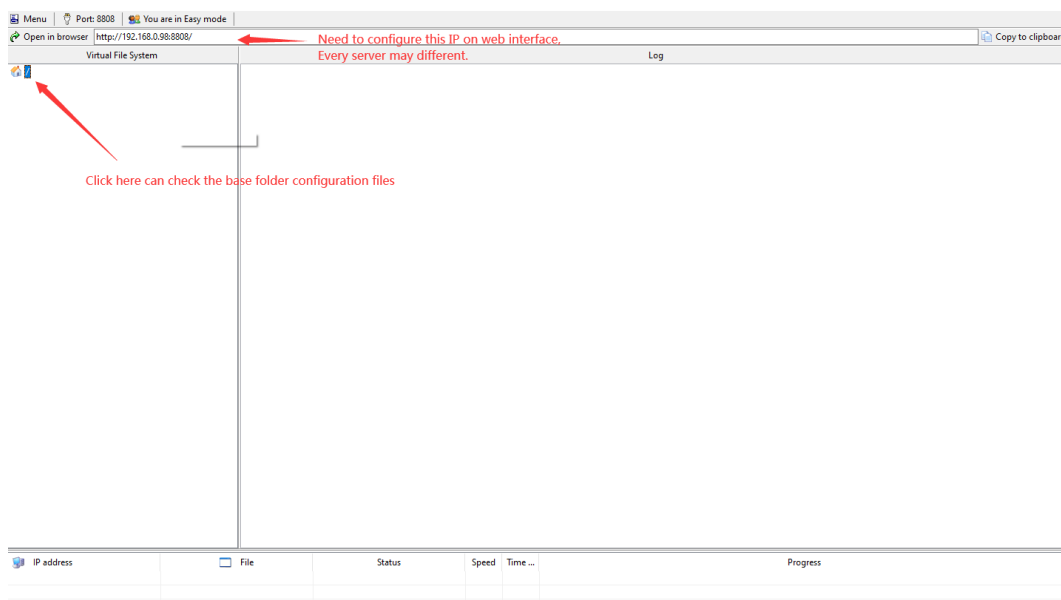 Menu Port: 8808 You are in Easy mode
Open in browser http://192.168.0.98:8808/ Copy to clipboar
Need to configure this IP on web interface,
Every server may different.
Virtual File System Log
/
Click here can check the base folder configuration files
IP address File Status Speed Time ... Progress